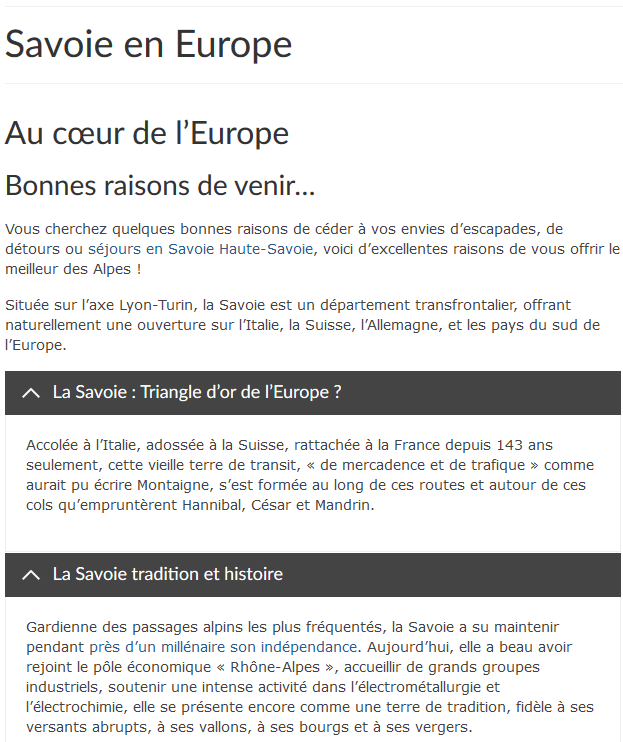 Savoie en Europe
Au cœur de l’Europe
Bonnes raisons de venir…
Vous cherchez quelques bonnes raisons de céder à vos envies d’escapades, de
détours ou séjours en Savoie Haute-Savoie, voici d’excellentes raisons de vous offrir le
meilleur des Alpes !
Située sur l’axe Lyon-Turin, la Savoie est un département transfrontalier, offrant
naturellement une ouverture sur l’Italie, la Suisse, l’Allemagne, et les pays du sud de
l’Europe.
La Savoie : Triangle d’or de l’Europe ?
Accolée à l’Italie, adossée à la Suisse, rattachée à la France depuis 143 ans
seulement, cette vieille terre de transit, « de mercadence et de trafique » comme
aurait pu écrire Montaigne, s’est formée au long de ces routes et autour de ces
cols qu’empruntèrent Hannibal, César et Mandrin.
La Savoie tradition et histoire
Gardienne des passages alpins les plus fréquentés, la Savoie a su maintenir
pendant près d’un millénaire son indépendance. Aujourd’hui, elle a beau avoir
rejoint le pôle économique « Rhône-Alpes », accueillir de grands groupes
industriels, soutenir une intense activité dans l’électrométallurgie et
l’électrochimie, elle se présente encore comme une terre de tradition, fidèle à ses
versants abrupts, à ses vallons, à ses bourgs et à ses vergers.